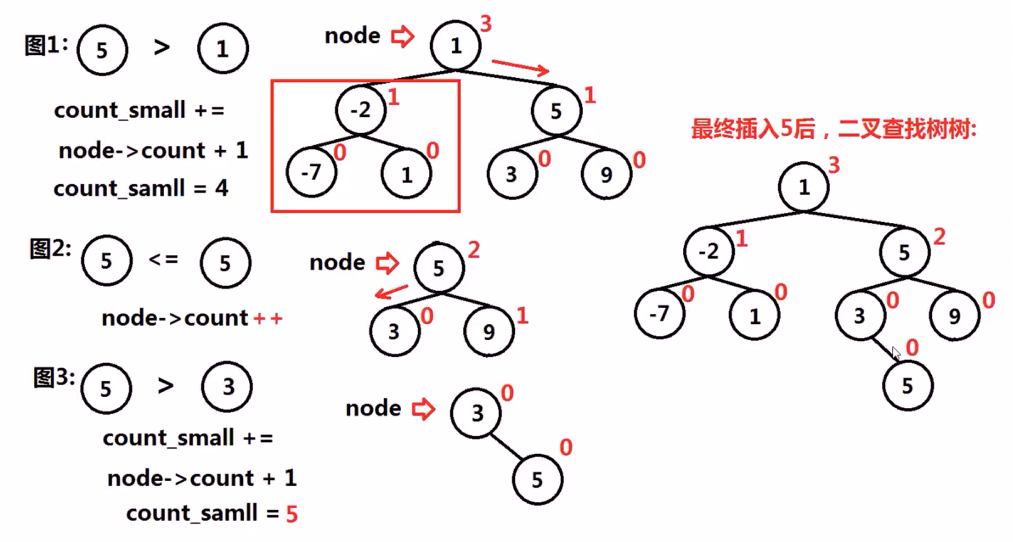 图1: 5 > 1
count_small +=
node->count + 1
count_samll = 4
node 1 3
-2 1 5 1
-7 0 1 0 3 0 9 0
图2: 5 <= 5
node->count++
node 5 2
3 0 9 1
图3: 5 > 3
count_small +=
node->count + 1
count_samll = 5
node 3 0
5 0
最终插入5后，二叉查找树树:
1 3
-2 1 5 2
-7 0 1 0 3 0 9 0
5 0